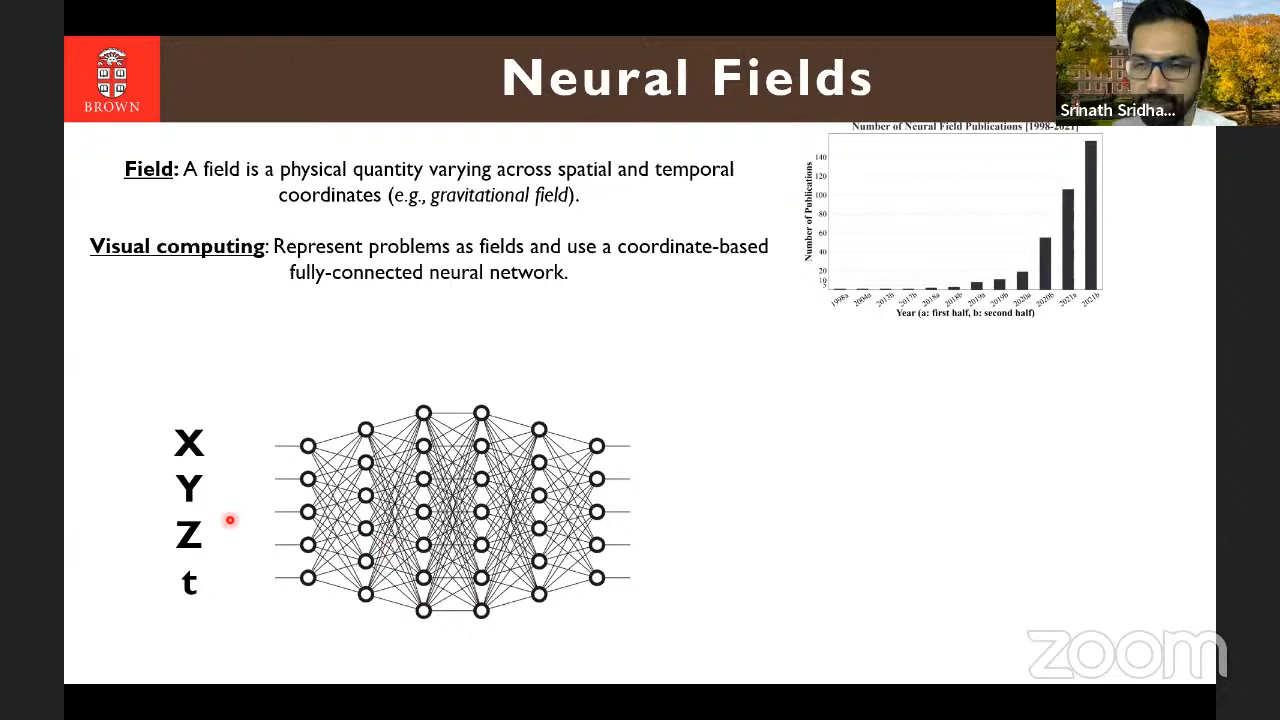 BROWN
Neural Fields
Srinath Sridha...
Field: A field is a physical quantity varying across spatial and temporal
coordinates (e.g., gravitational field).
Visual computing: Represent problems as fields and use a coordinate-based
fully-connected neural network.
Number of Neural Field Publications [1998-2021]
Number of Publications
140
120
100
80
60
40
20
10
5
1998a 2004a 2013b 2017b 2018a 2018b 2019a 2019b 2020a 2020b 2021a 2021b
Year (a: first half, b: second half)
X
Y
Z
t
zoom